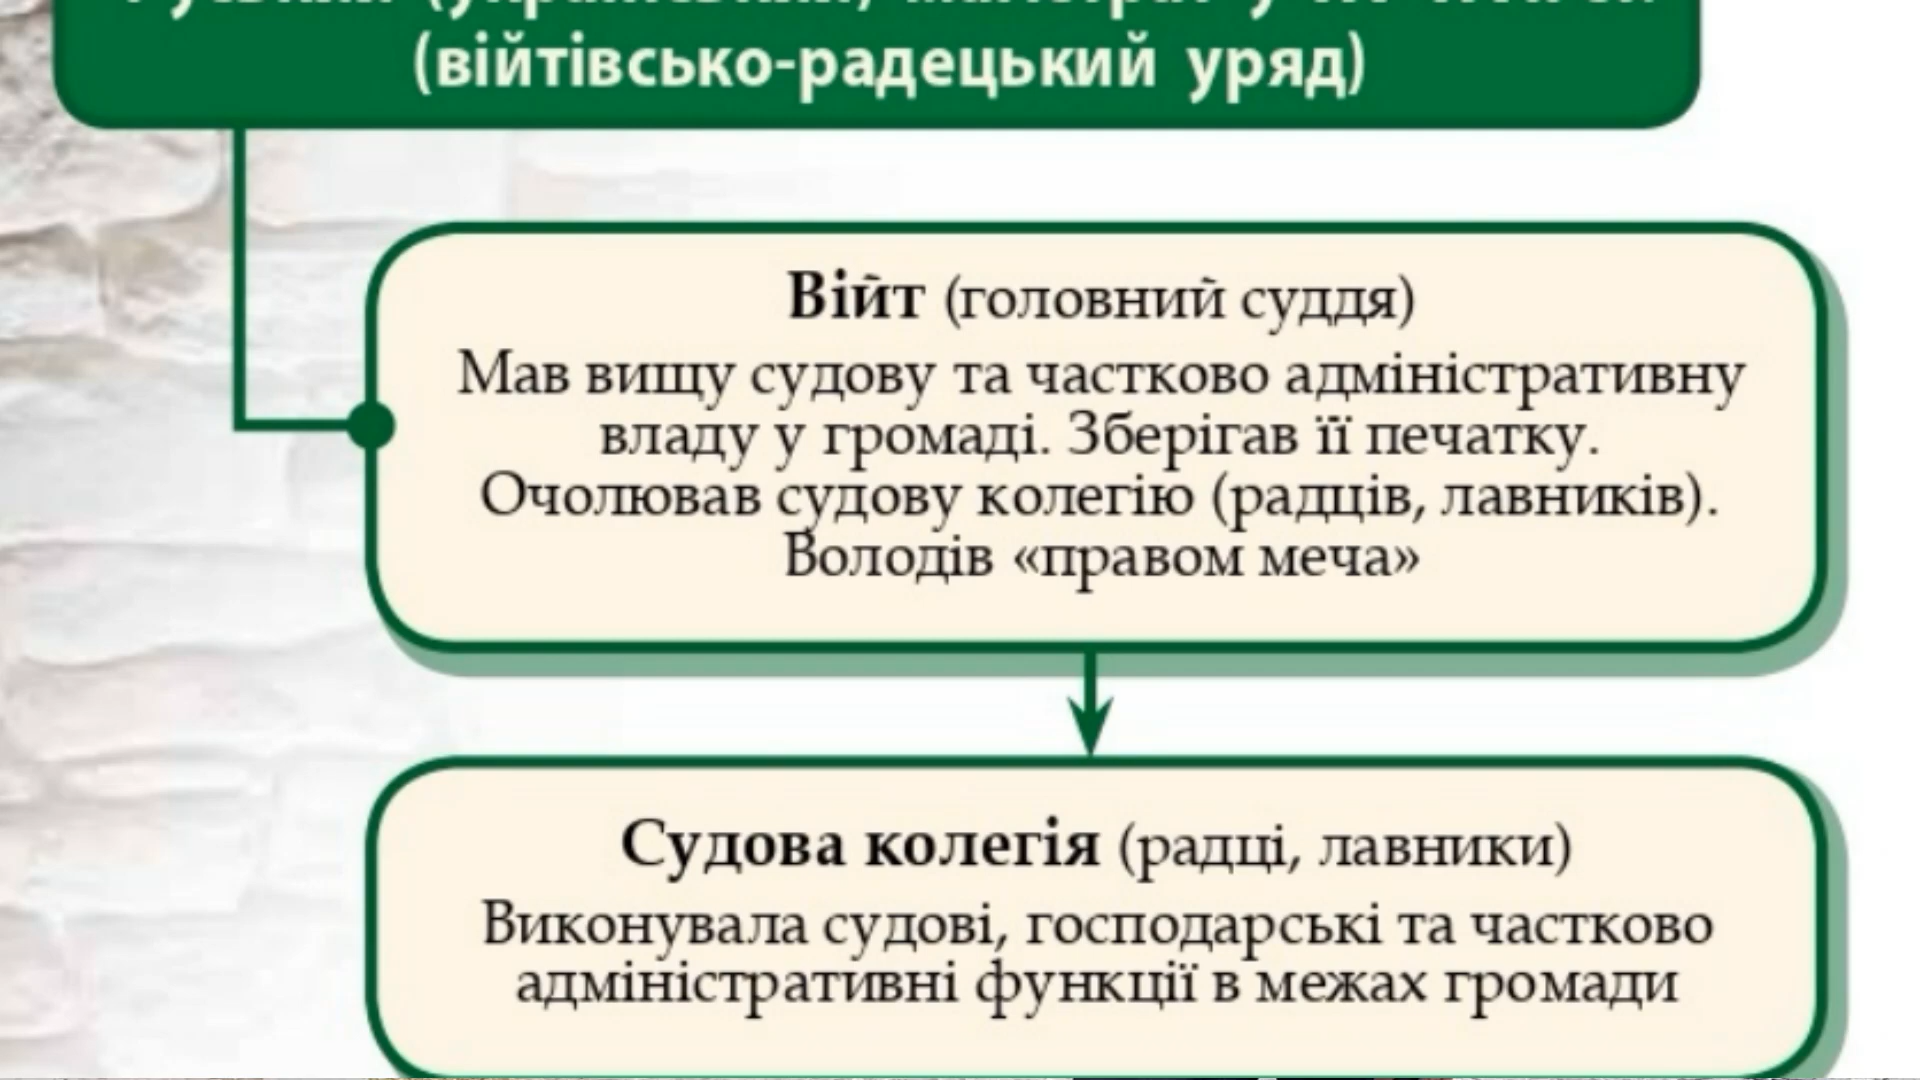 (війтівсько-радецький уряд)
Війт (головний суддя)
Мав вищу судову та частково адміністративну
владу у громаді. Зберігав її печатку.
Очолював судову колегію (радців, лавників).
Володів «правом меча»
Судова колегія (радці, лавники)
Виконувала судові, господарські та частково
адміністративні функції в межах громади